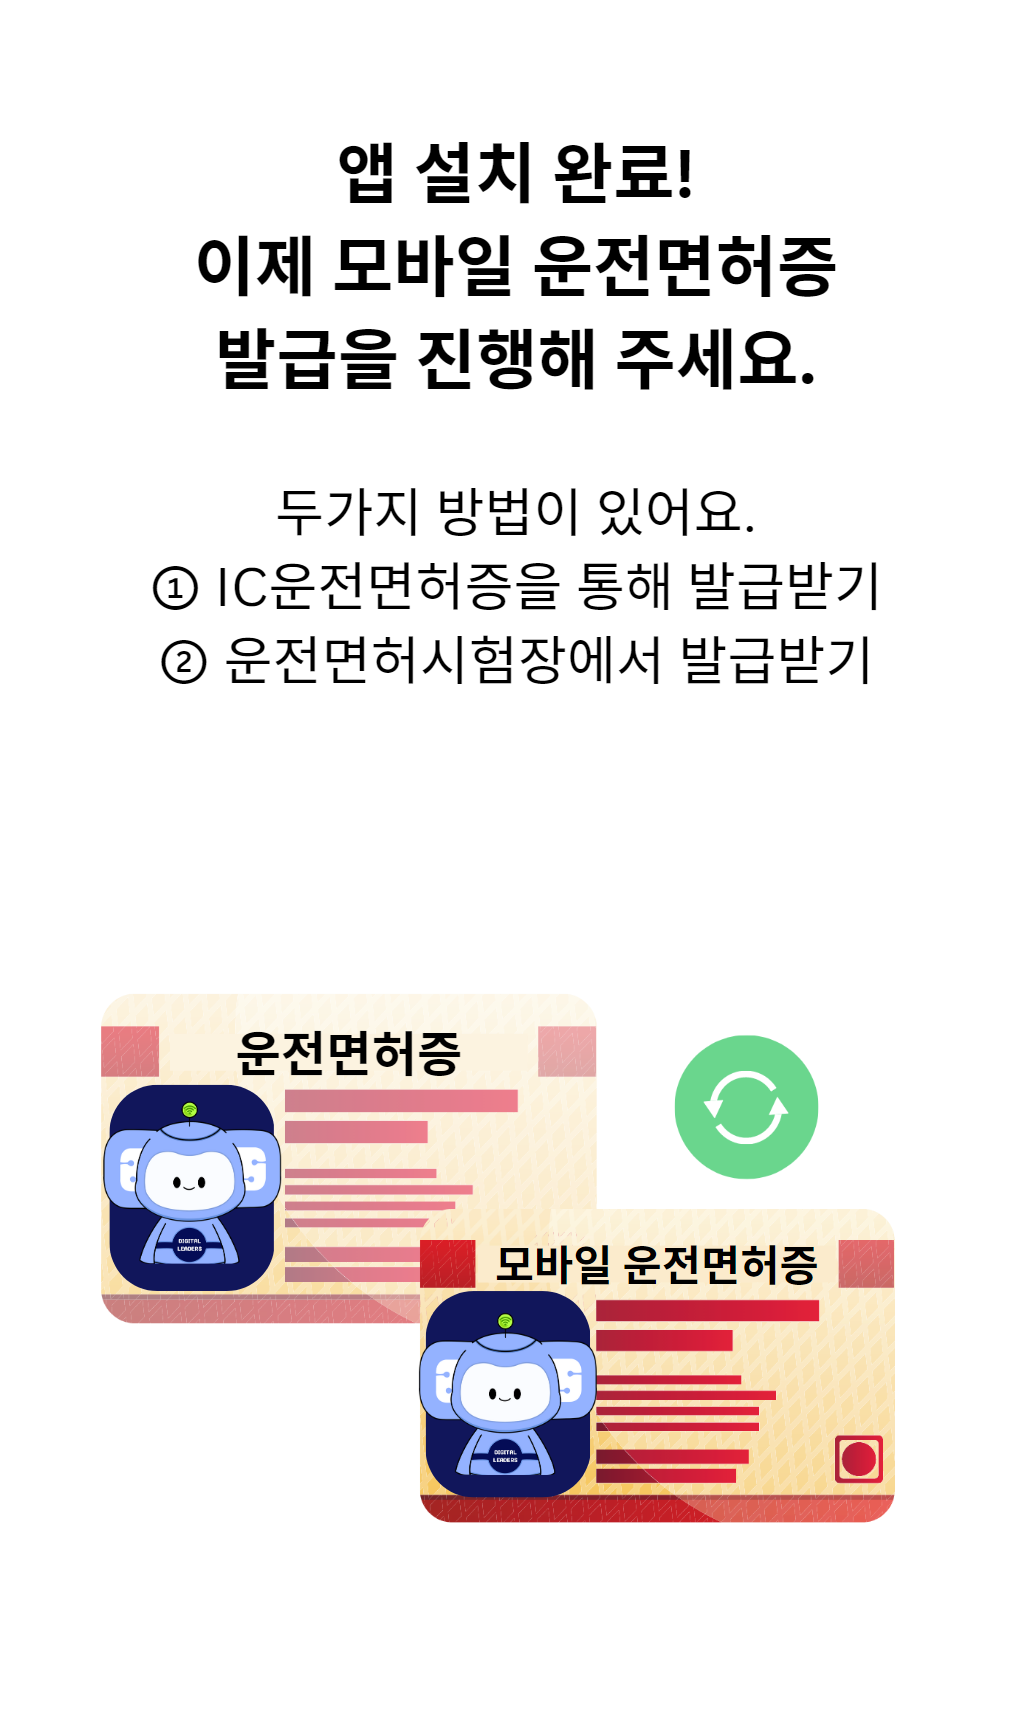 앱 설치 완료!
이제 모바일 운전면허증
발급을 진행해 주세요.
두가지 방법이 있어요.
① IC운전면허증을 통해 발급받기
② 운전면허시험장에서 발급받기
운전면허증
DIGITAL
LEADERS
모바일 운전면허증
DIGITAL
LEADERS